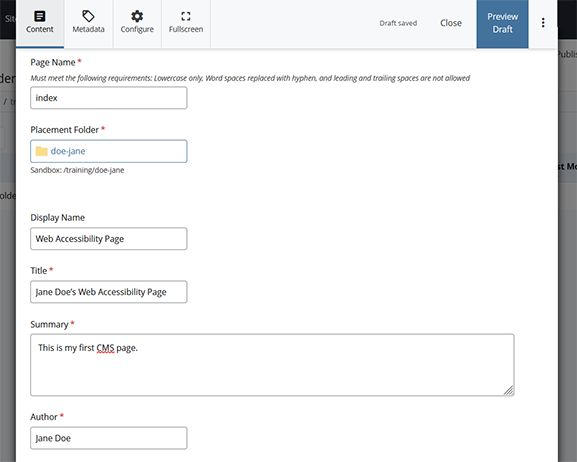 Content
Metadata
Configure
Fullscreen
Draft saved
Close
Preview
Draft
Page Name *
Must meet the following requirements: Lowercase only, Word spaces replaced with hyphen, and leading and trailing spaces are not allowed
index
Placement Folder *
doe-jane
Sandbox: /training/doe-jane
Display Name
Web Accessibility Page
Title *
Jane Doe's Web Accessibility Page
Summary *
This is my first CMS page.
Author *
Jane Doe